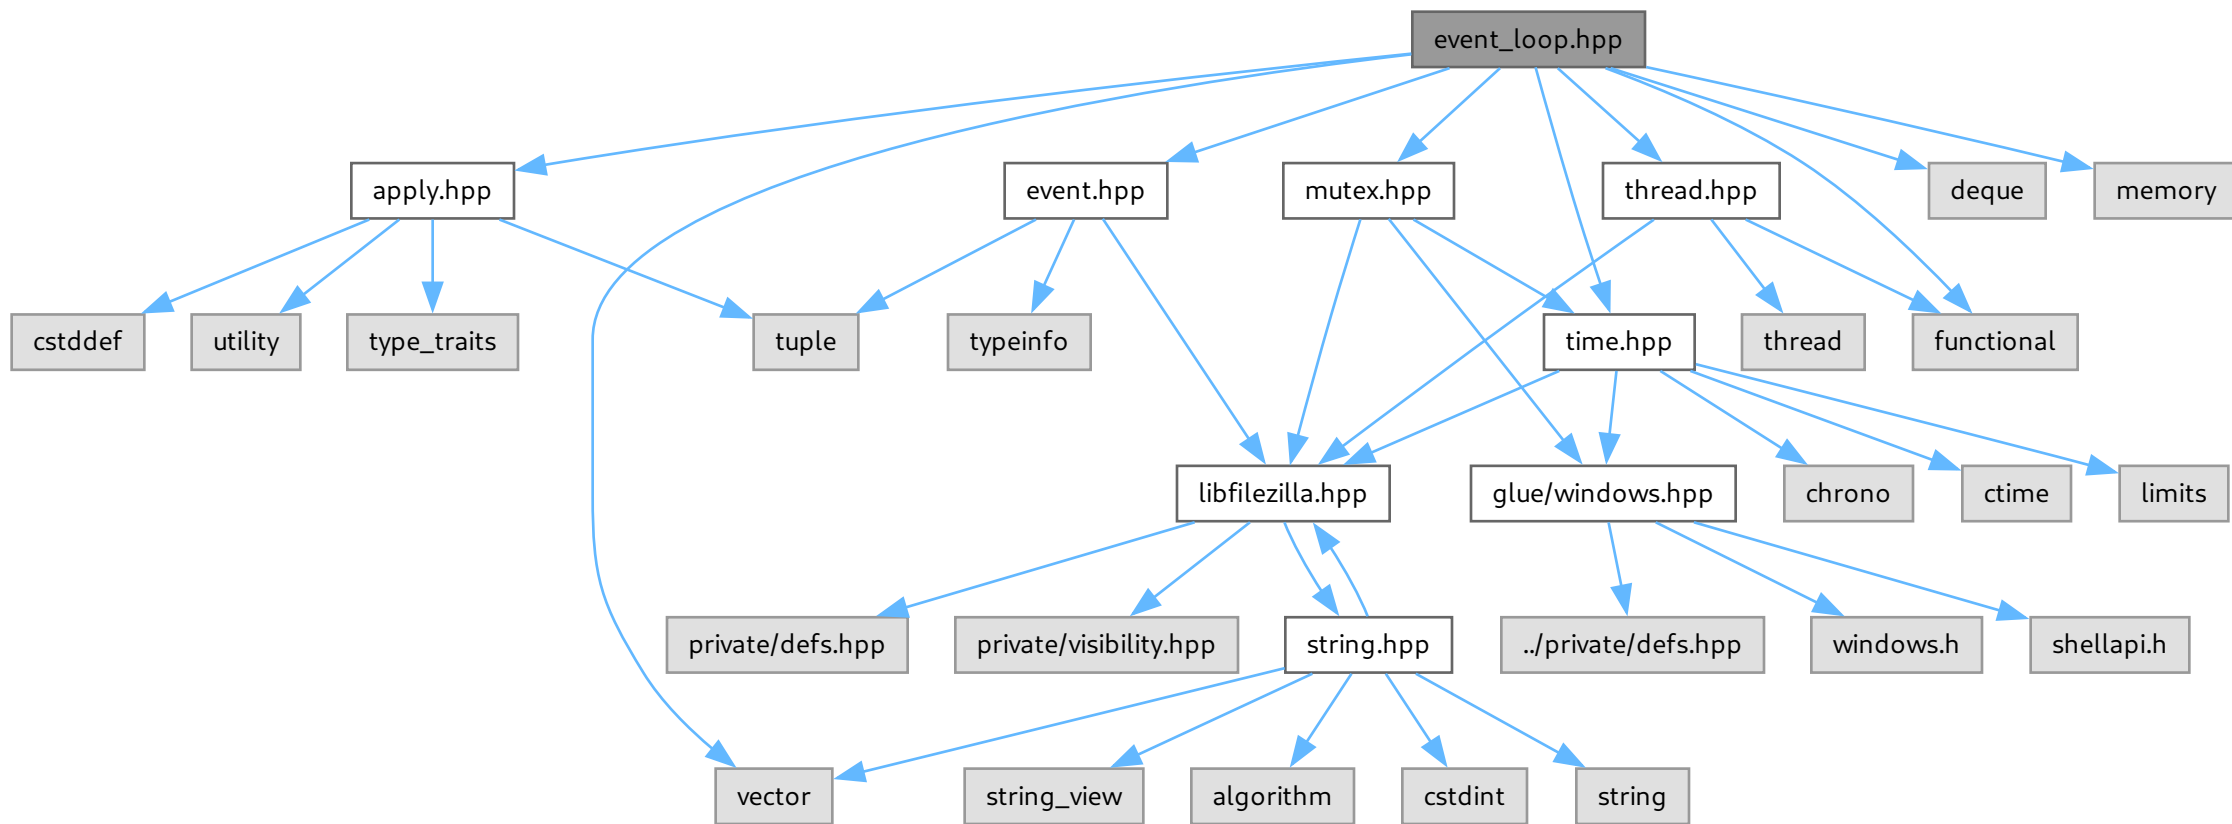 event_loop.hpp
apply.hpp
event.hpp
mutex.hpp
thread.hpp
deque
memory
cstddef
utility
type_traits
tuple
typeinfo
time.hpp
thread
functional
libfilezilla.hpp
glue/windows.hpp
chrono
ctime
limits
private/defs.hpp
private/visibility.hpp
string.hpp
../private/defs.hpp
windows.h
shellapi.h
vector
string_view
algorithm
cstdint
string